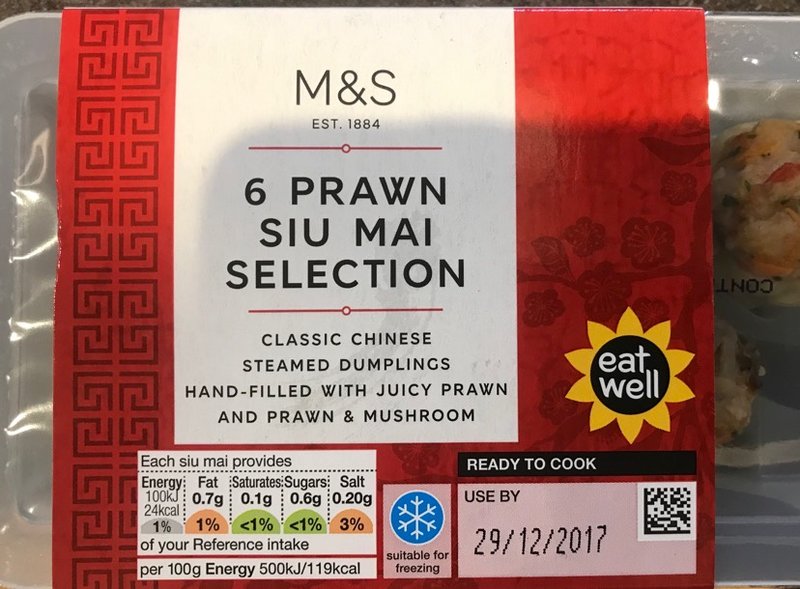 M&S
EST. 1884
6 PRAWN
SIU MAI
SELECTION
CLASSIC CHINESE
STEAMED DUMPLINGS
HAND-FILLED WITH JUICY PRAWN
AND PRAWN & MUSHROOM
eat
well
Each siu mai provides
Energy Fat Saturates Sugars Salt
100kJ 0.7g 0.1g 0.6g 0.20g
24kcal
1% 1% <1% <1% 3%
of your Reference intake
per 100g Energy 500kJ/119kcal
suitable for
freezing
READY TO COOK
USE BY
29/12/2017
CONT